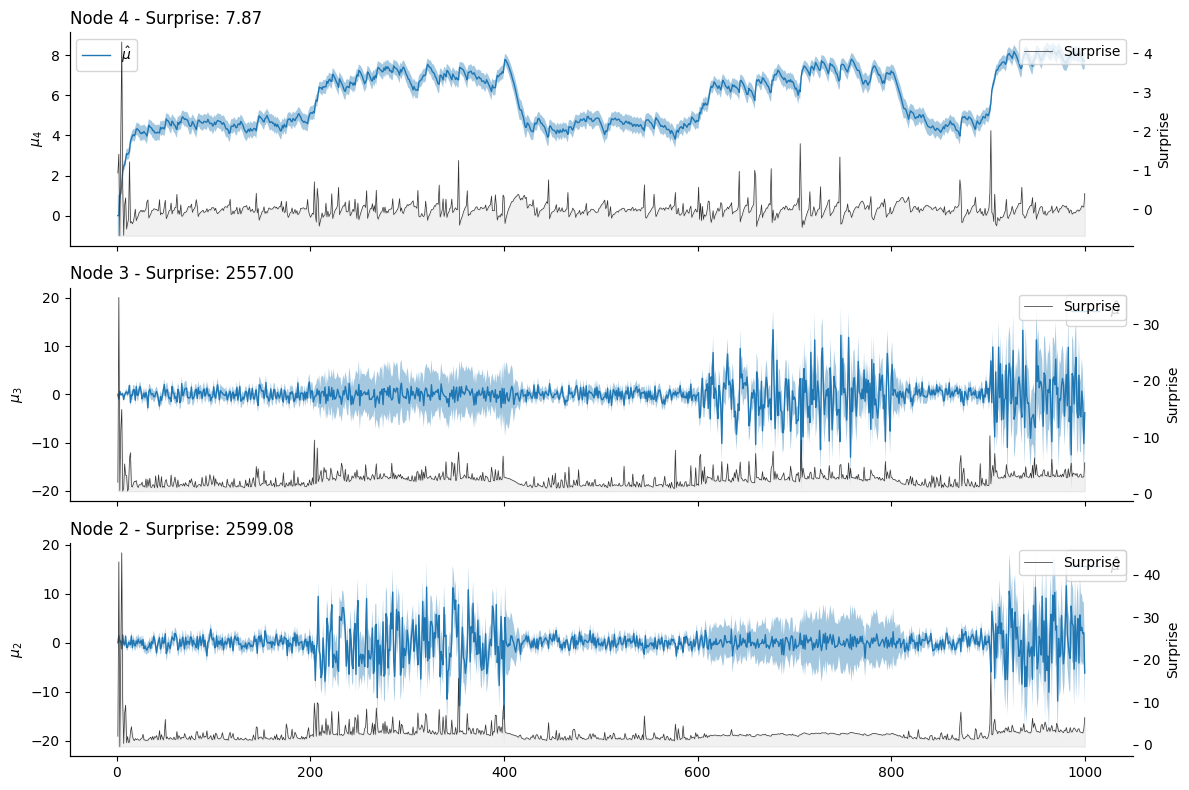 Node 4 - Surprise: 7.87
μ̂
Surprise
8
6
4
2
0
μ₄
4
3
2
1
0
Surprise
Node 3 - Surprise: 2557.00
Surprise
μ̂
20
10
0
−10
−20
μ₃
30
20
10
0
Surprise
Node 2 - Surprise: 2599.08
Surprise
μ̂
20
10
0
−10
−20
μ₂
40
30
20
10
0
Surprise
0 200 400 600 800 1000